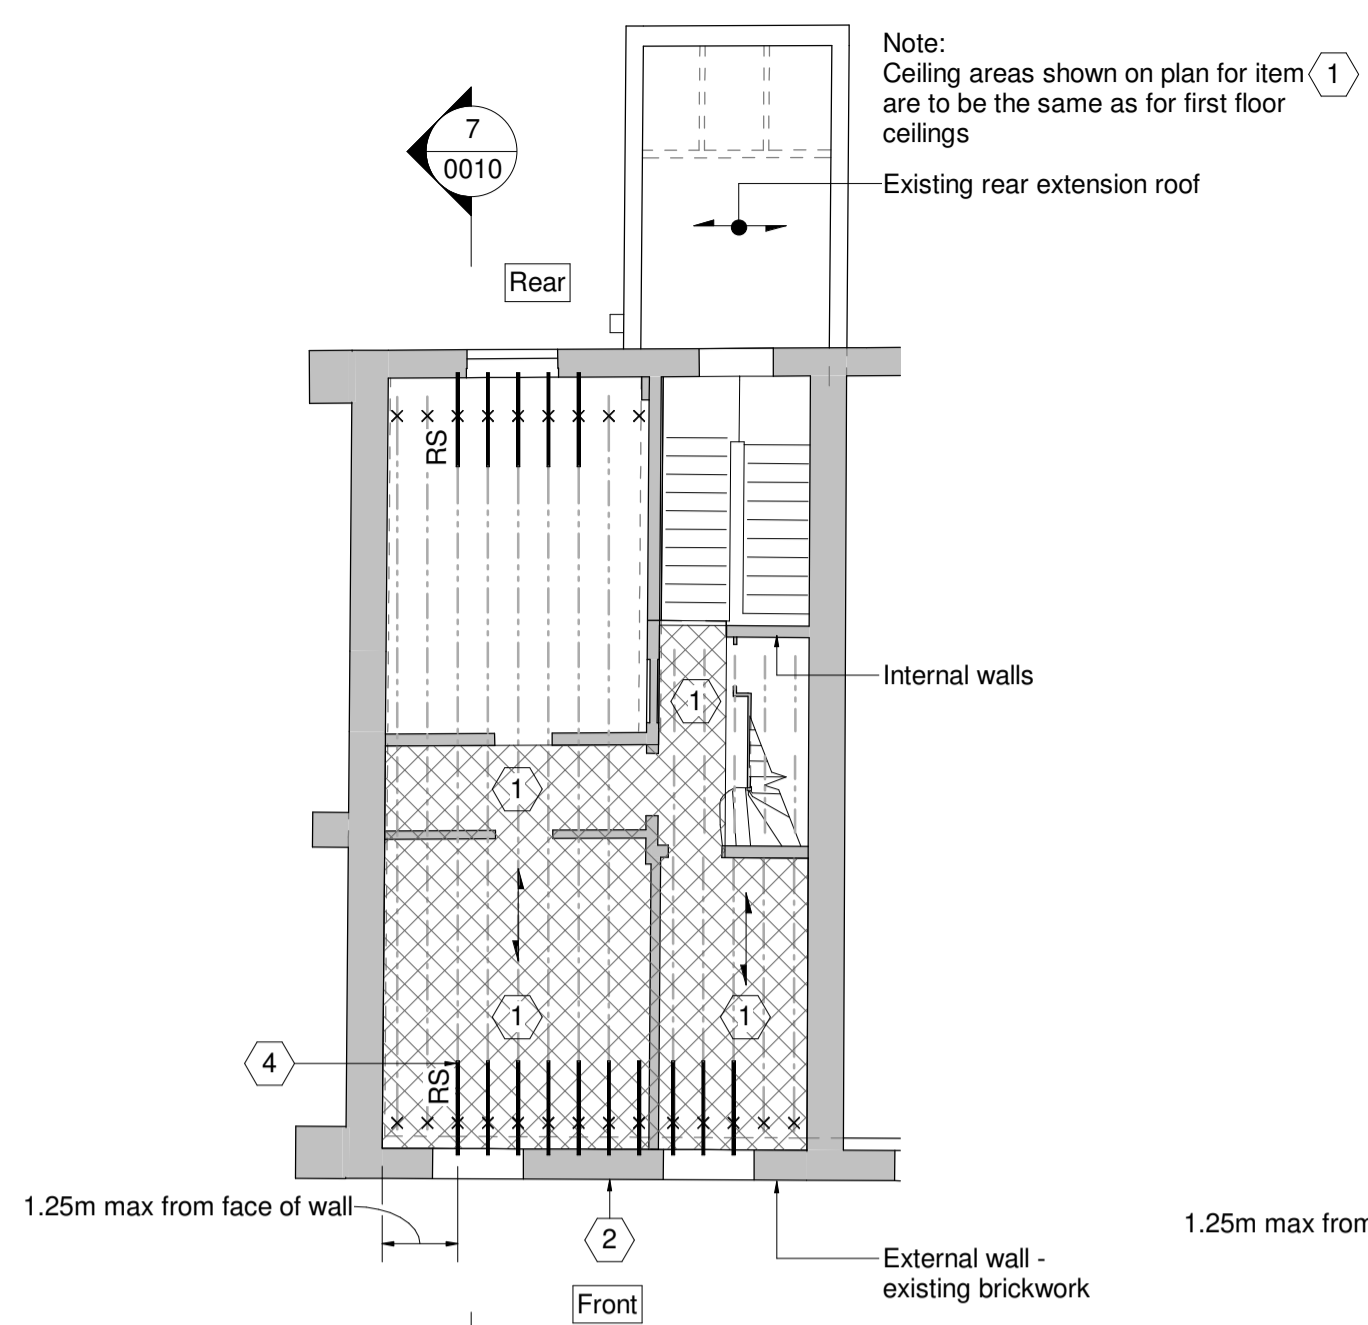 Note:
Ceiling areas shown on plan for item 1
are to be the same as for first floor
ceilings
7
0010
Existing rear extension roof
Rear
RS
Internal walls
1
1
1
1
4
RS
1.25m max from face of wall
2
External wall -
existing brickwork
Front
1.25m max from